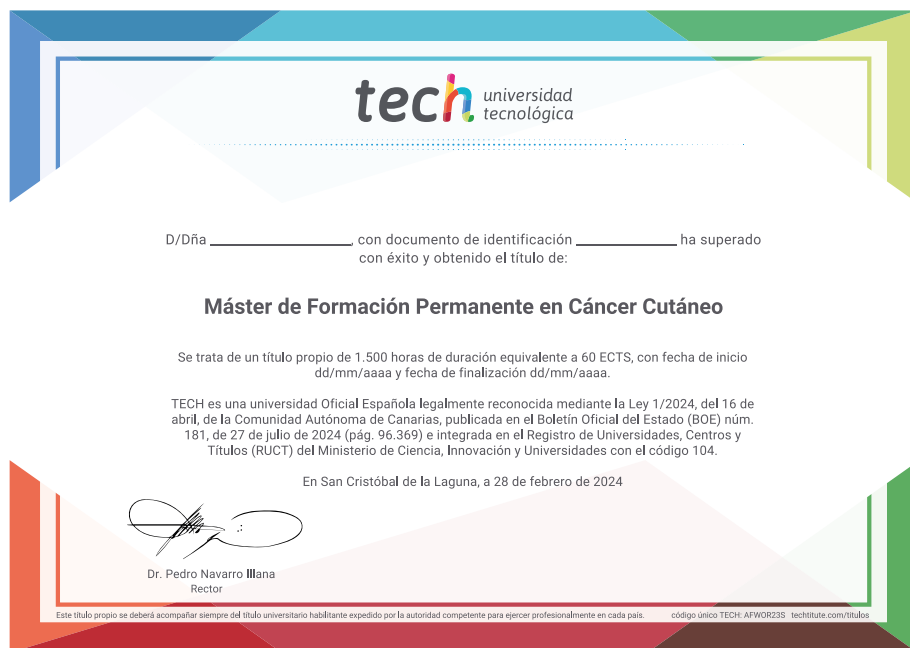 tech universidad
tecnológica
D/Dña ________________, con documento de identificación ____________ ha superado
con éxito y obtenido el título de:
Máster de Formación Permanente en Cáncer Cutáneo
Se trata de un título propio de 1.500 horas de duración equivalente a 60 ECTS, con fecha de inicio
dd/mm/aaaa y fecha de finalización dd/mm/aaaa.
TECH es una universidad Oficial Española legalmente reconocida mediante la Ley 1/2024, del 16 de
abril, de la Comunidad Autónoma de Canarias, publicada en el Boletín Oficial del Estado (BOE) núm.
181, de 27 de julio de 2024 (pág. 96.369) e integrada en el Registro de Universidades, Centros y
Títulos (RUCT) del Ministerio de Ciencia, Innovación y Universidades con el código 104.
En San Cristóbal de la Laguna, a 28 de febrero de 2024
Dr. Pedro Navarro Illana
Rector
Este título propio se deberá acompañar siempre del título universitario habilitante expedido por la autoridad competente para ejercer profesionalmente en cada país. código único TECH: AFWOR23S techtitute.com/titulos